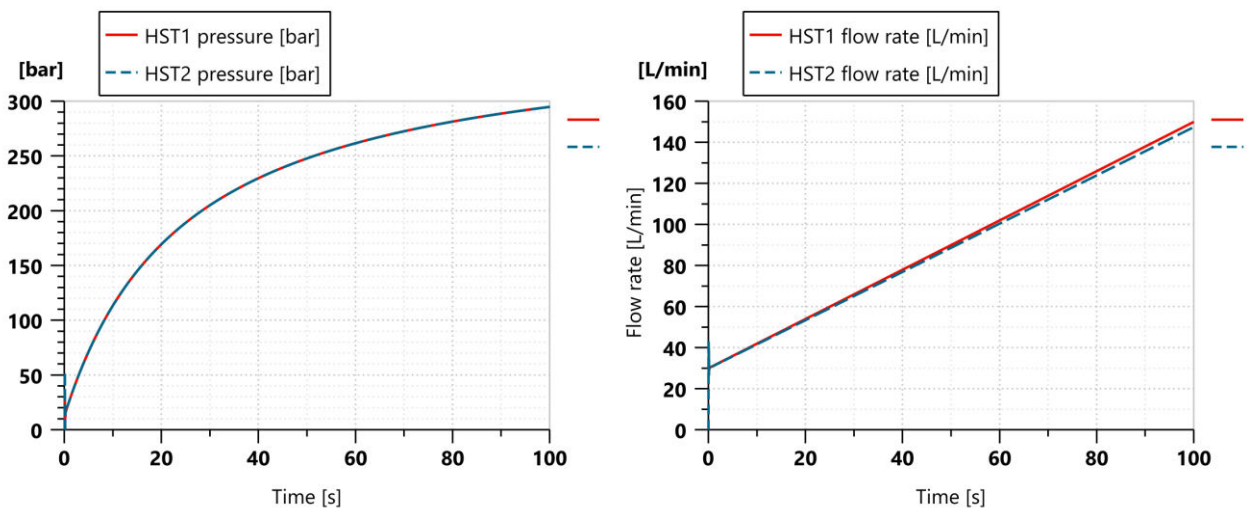 HST1 pressure [bar]
HST2 pressure [bar]
[bar]
300
250
200
150
100
50
0
0 20 40 60 80 100
Time [s]
HST1 flow rate [L/min]
HST2 flow rate [L/min]
[L/min]
Flow rate [L/min]
160
140
120
100
80
60
40
20
0
0 20 40 60 80 100
Time [s]